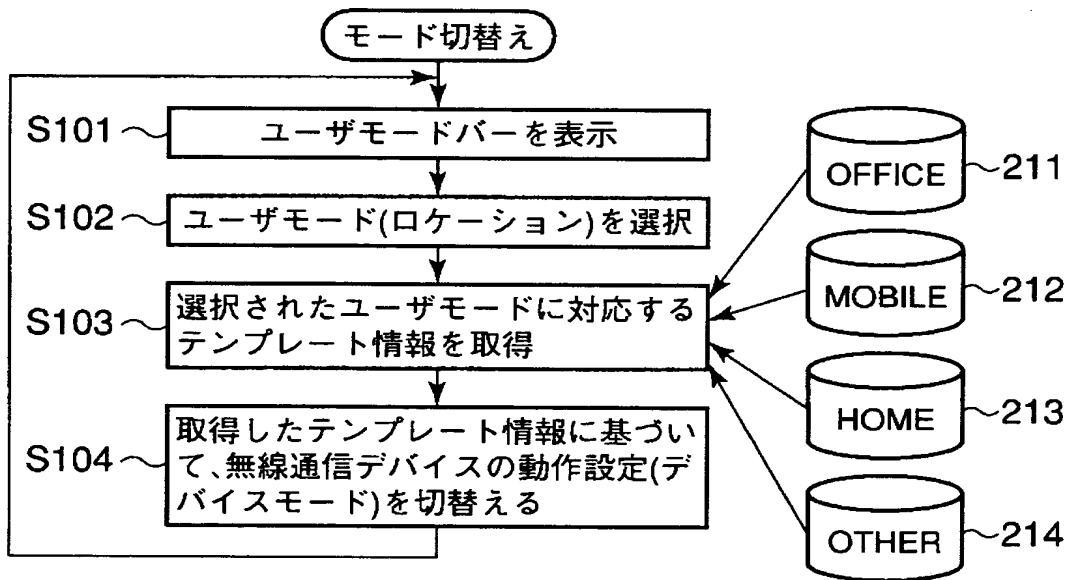 モード切替え
S101
ユーザモードバーを表示
S102
ユーザモード(ロケーション)を選択
S103
選択されたユーザモードに対応する
テンプレート情報を取得
S104
取得したテンプレート情報に基づい
て、無線通信デバイスの動作設定(デ
バイスモード)を切替える
OFFICE
211
MOBILE
212
HOME
213
OTHER
214